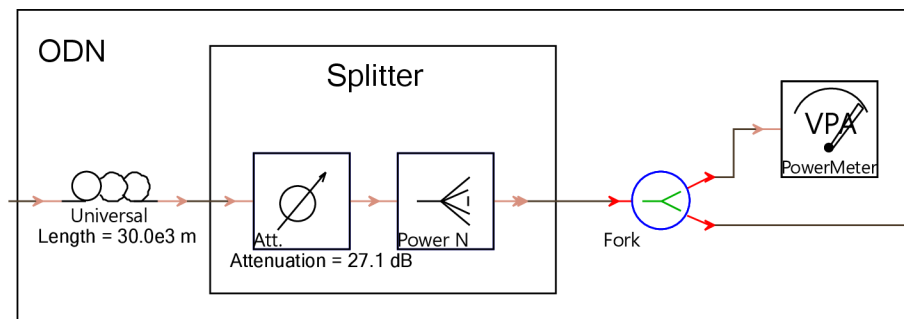 ODN
Splitter
VPA
PowerMeter
Universal
Length = 30.0e3 m
Att.
Power N
Attenuation = 27.1 dB
Fork